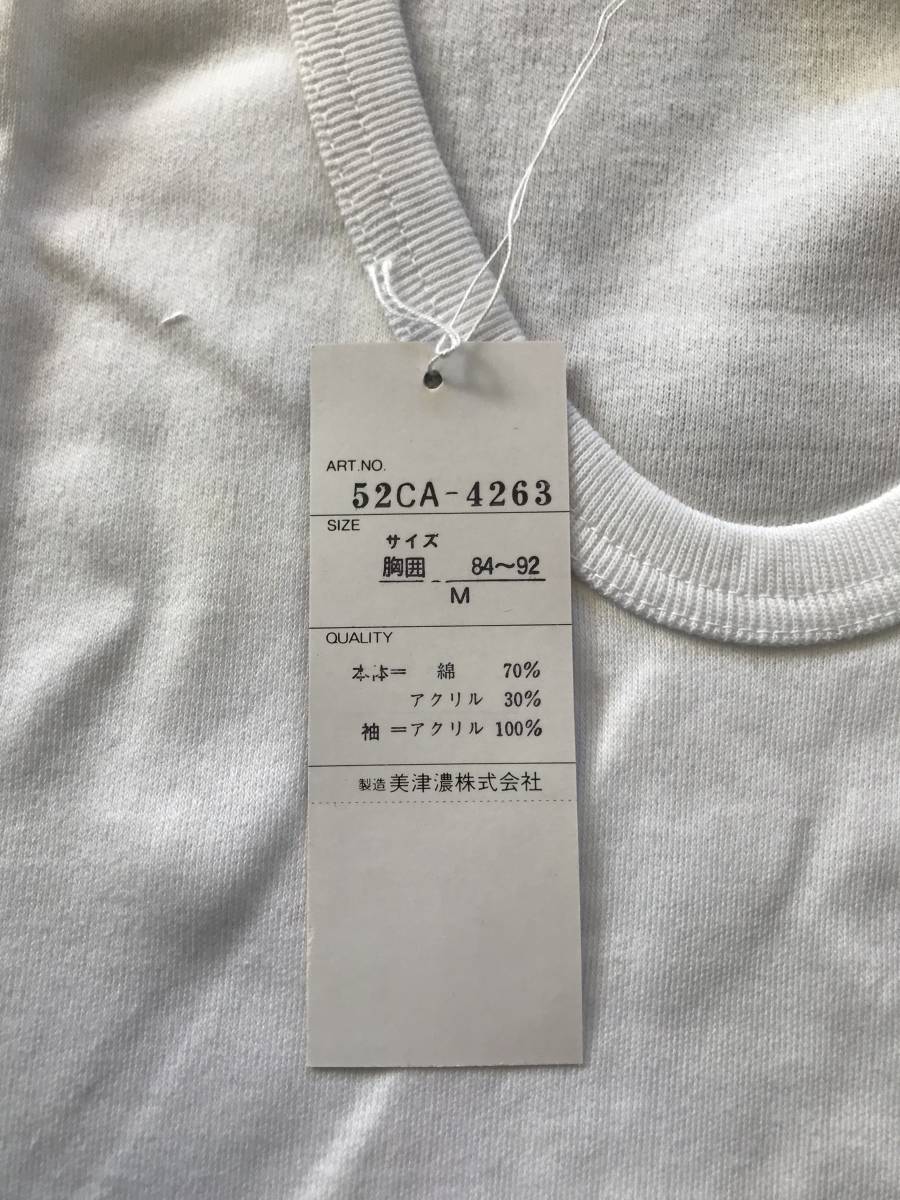 ART.NO.
52CA-4263
SIZE
サイズ
胸囲 - 84〜92
M
QUALITY
本体= 綿 70%
アクリル 30%
袖 =アクリル 100%
製造 美津濃株式会社